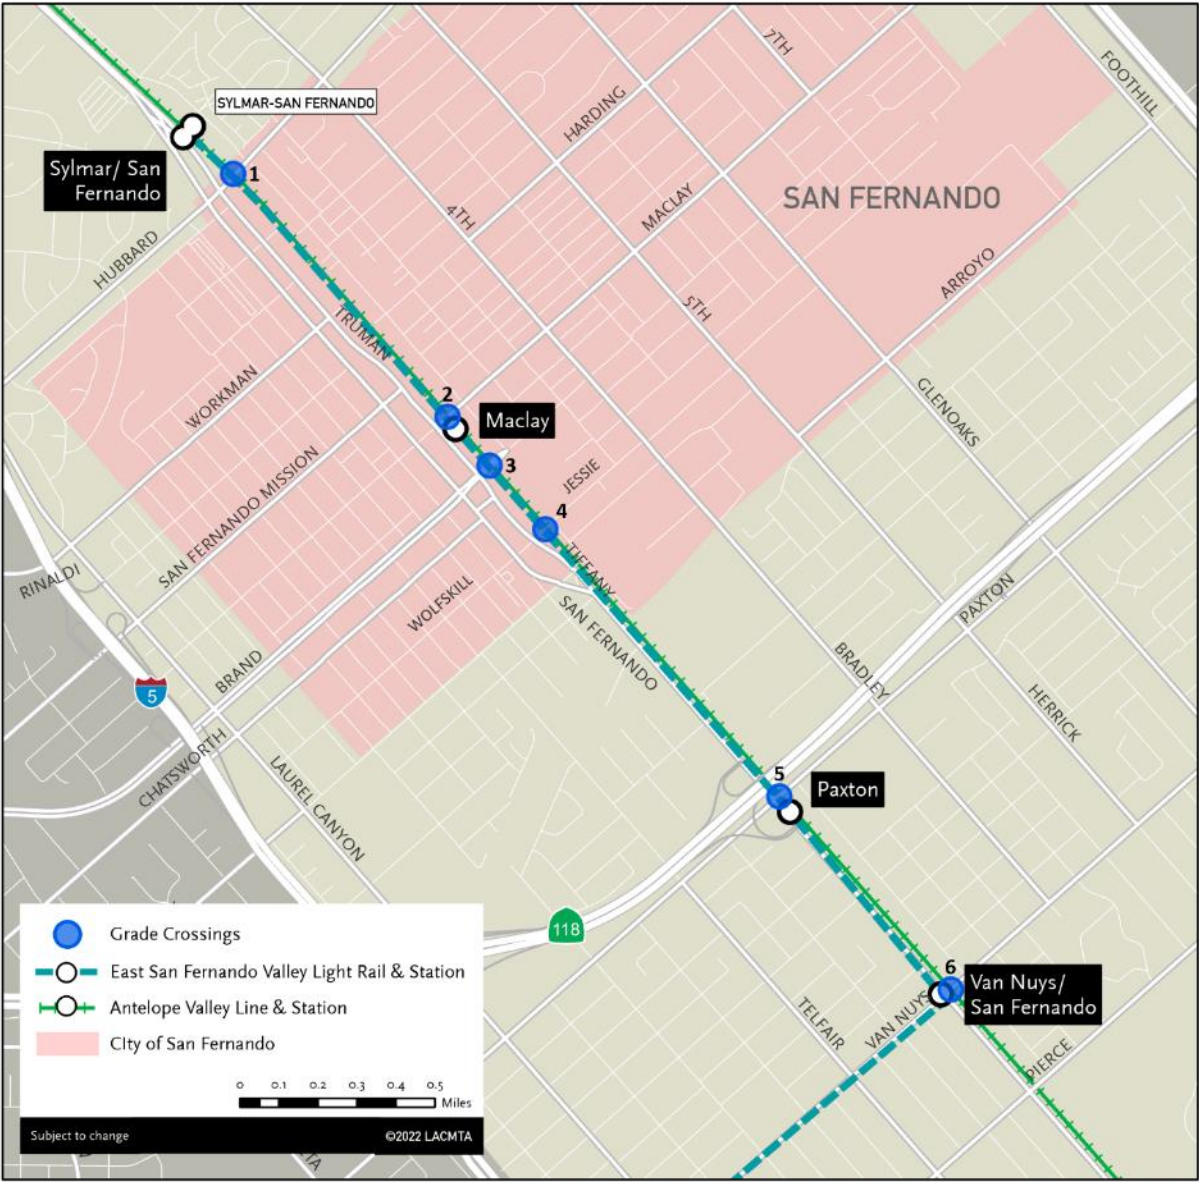 7TH
FOOTHILL
SYLMAR-SAN FERNANDO
HARDING
Sylmar/ San
Fernando
1
SAN FERNANDO
MACLAY
4TH
HUBBARD
ARROYO
5TH
TRUMAN
GLENOAKS
WORKMAN
2
Maclay
3
JESSIE
SAN FERNANDO MISSION
4
TIFFANY
RINALDI
WOLFSKILL
PAXTON
SAN FERNANDO
BRADLEY
BRAND
5
HERRICK
CHATSWORTH
LAUREL CANYON
5
Paxton
118
6
Van Nuys/
San Fernando
TELFAIR
VAN NUYS
PIERCE
Grade Crossings
East San Fernando Valley Light Rail & Station
Antelope Valley Line & Station
CIty of San Fernando
0 0.1 0.2 0.3 0.4 0.5
Miles
Subject to change
©2022 LACMTA